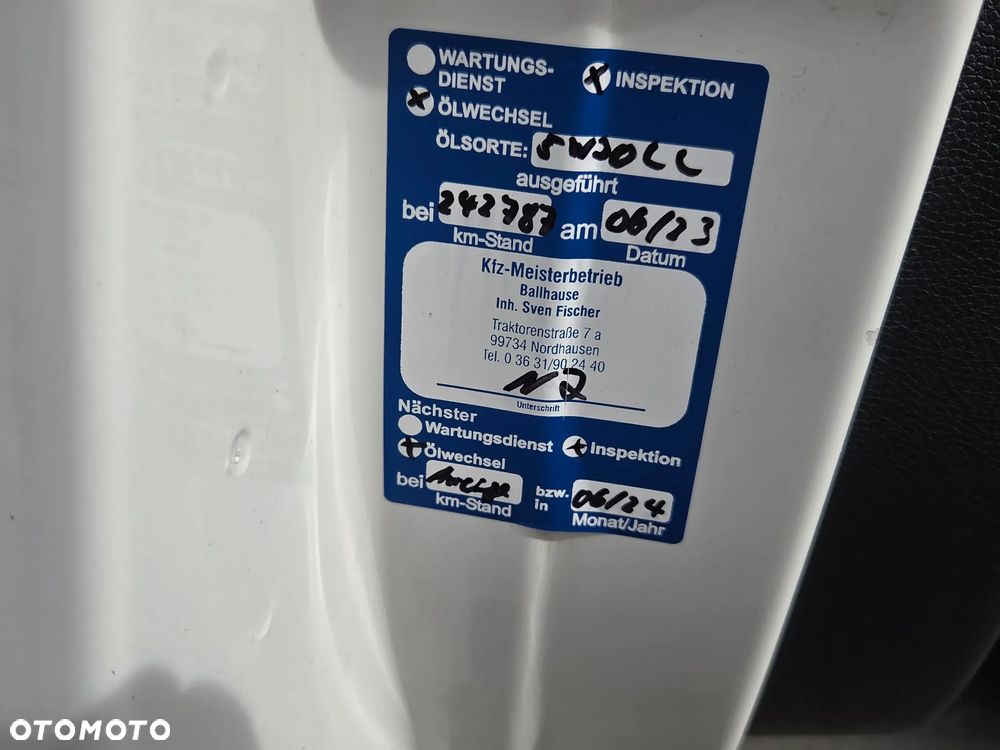 WARTUNGS-
DIENST
INSPEKTION
ÖLWECHSEL
ÖLSORTE: 5W30LL
ausgeführt
bei 242787 am 06/23
km-Stand Datum
Kfz-Meisterbetrieb
Ballhause
Inh. Sven Fischer
Traktorenstraße 7 a
99734 Nordhausen
Tel. 0 36 31/90 24 40
Unterschrift
Nächster
Wartungsdienst Inspektion
Ölwechsel
bei Anzeige bzw. in 06/24
km-Stand Monat/Jahr
OTOMOTO